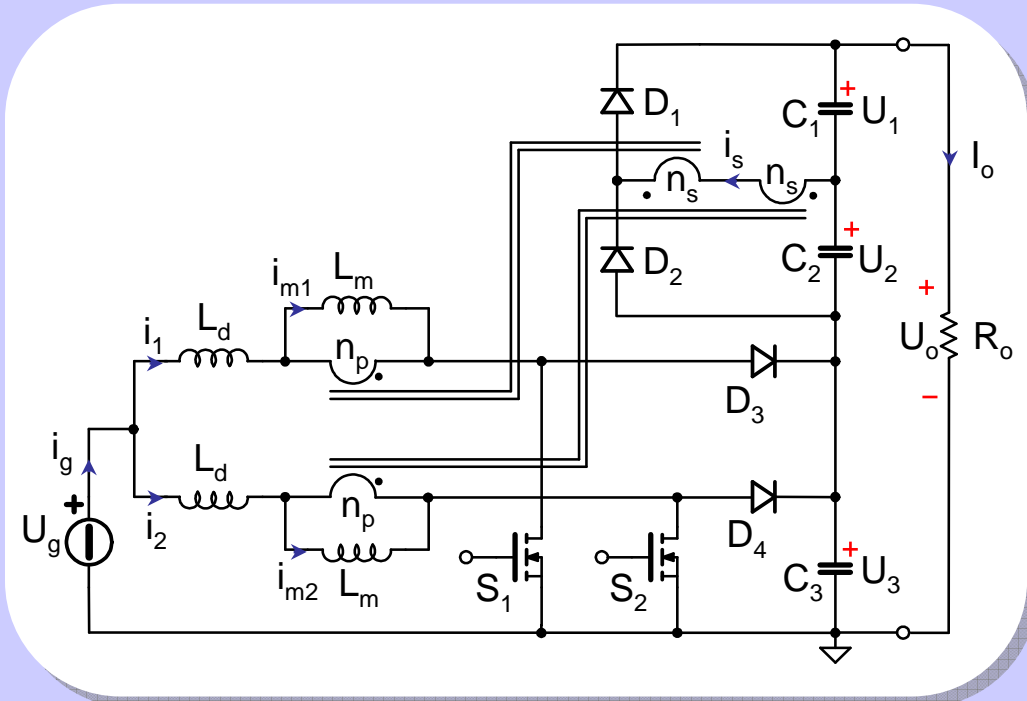 D1
C1 + U1
is
Io
ns
ns
D2
C2 + U2
im1
Lm
Ld
i1
np
D3
+
Uo Ro
−
ig
Ld
+
Ug
i2
np
D4
im2
Lm
S1
S2
C3 + U3